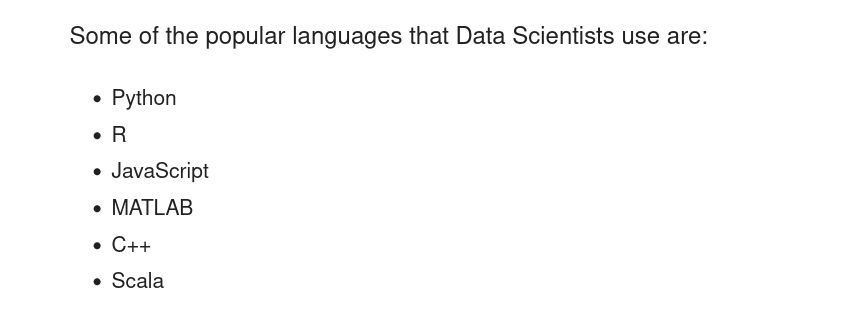 Some of the popular languages that Data Scientists use are:
• Python
• R
• JavaScript
• MATLAB
• C++
• Scala